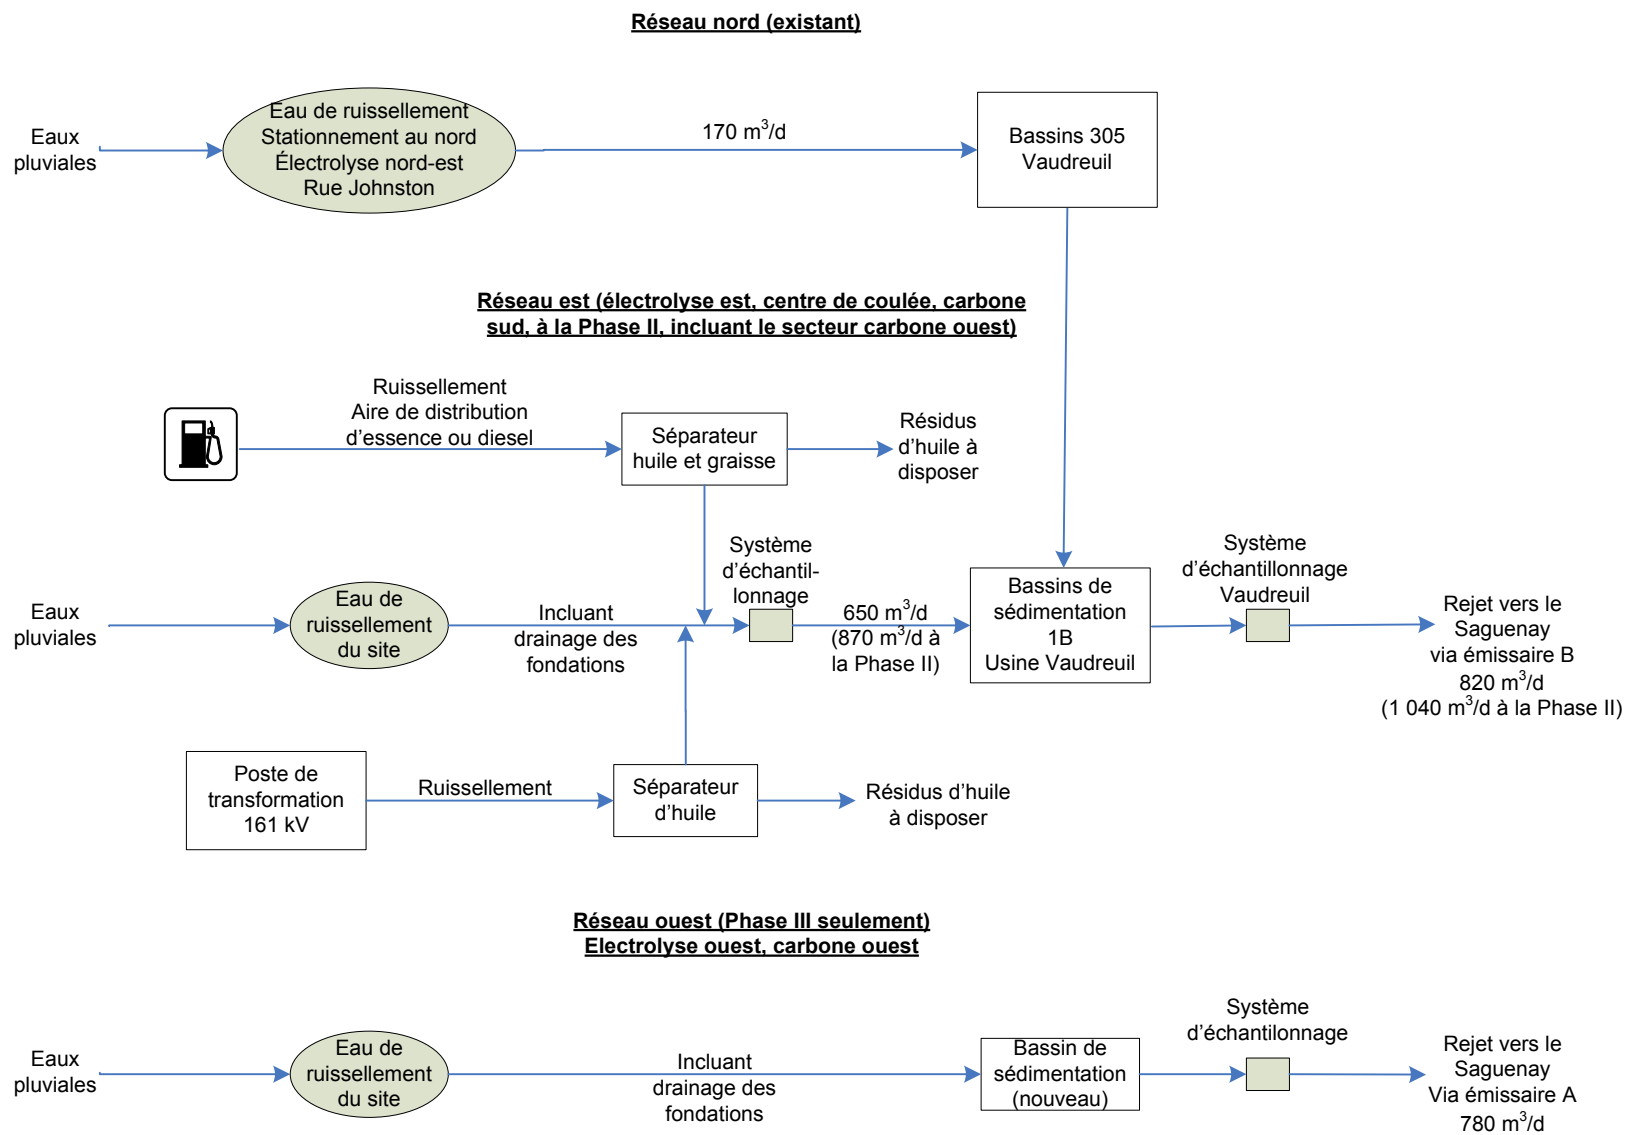 Réseau nord (existant)
Eaux
pluviales
Eau de ruissellement
Stationnement au nord
Électrolyse nord-est
Rue Johnston
170 m³/d
Bassins 305
Vaudreuil
Réseau est (électrolyse est, centre de coulée, carbone
sud, à la Phase II, incluant le secteur carbone ouest)
Ruissellement
Aire de distribution
d'essence ou diesel
Séparateur
huile et graisse
Résidus
d'huile à
disposer
Eaux
pluviales
Eau de
ruissellement
du site
Incluant
drainage des
fondations
Système
d'échantil-
lonnage
650 m³/d
(870 m³/d à
la Phase II)
Bassins de
sédimentation
1B
Usine Vaudreuil
Système
d'échantillonnage
Vaudreuil
Rejet vers le
Saguenay
via émissaire B
820 m³/d
(1 040 m³/d à la Phase II)
Poste de
transformation
161 kV
Ruissellement
Séparateur
d'huile
Résidus d'huile
à disposer
Réseau ouest (Phase III seulement)
Electrolyse ouest, carbone ouest
Eaux
pluviales
Eau de
ruissellement
du site
Incluant
drainage des
fondations
Bassin de
sédimentation
(nouveau)
Système
d'échantilonnage
Rejet vers le
Saguenay
Via émissaire A
780 m³/d